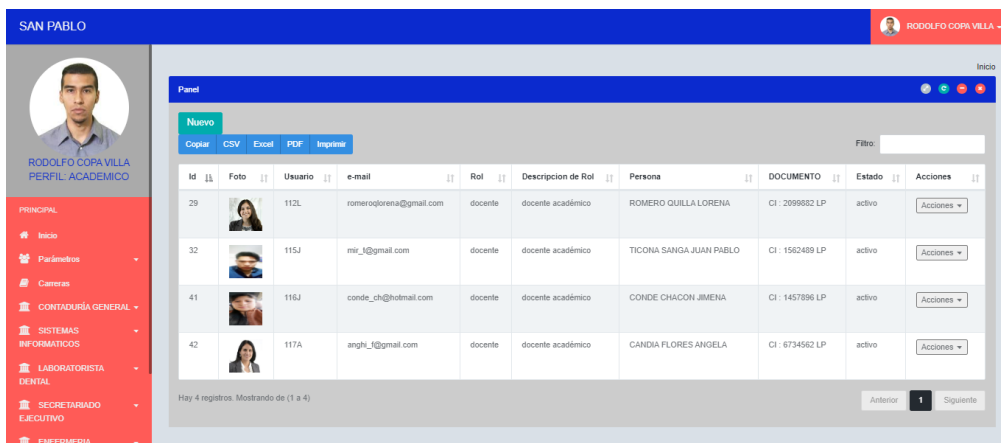 SAN PABLO
RODOLFO COPA VILLA
RODOLFO COPA VILLA
PERFIL: ACADEMICO
PRINCIPAL
Inicio
Parámetros
Carreras
CONTADURÍA GENERAL
SISTEMAS
INFORMATICOS
LABORATORISTA
DENTAL
SECRETARIADO
EJECUTIVO
ENFERMERIA
Inicio
Panel
Nuevo
Copiar CSV Excel PDF Imprimir
Filtro:
Id Foto Usuario e-mail Rol Descripcion de Rol Persona DOCUMENTO Estado Acciones
29 112L romeroqlorena@gmail.com docente docente académico ROMERO QUILLA LORENA CI : 2099882 LP activo Acciones
32 115J mir_t@gmail.com docente docente académico TICONA SANGA JUAN PABLO CI : 1562489 LP activo Acciones
41 116J conde_ch@hotmail.com docente docente académico CONDE CHACON JIMENA CI : 1457896 LP activo Acciones
42 117A anghi_f@gmail.com docente docente académico CANDIA FLORES ANGELA CI : 6734562 LP activo Acciones
Hay 4 registros. Mostrando de (1 a 4)
Anterior 1 Siguiente